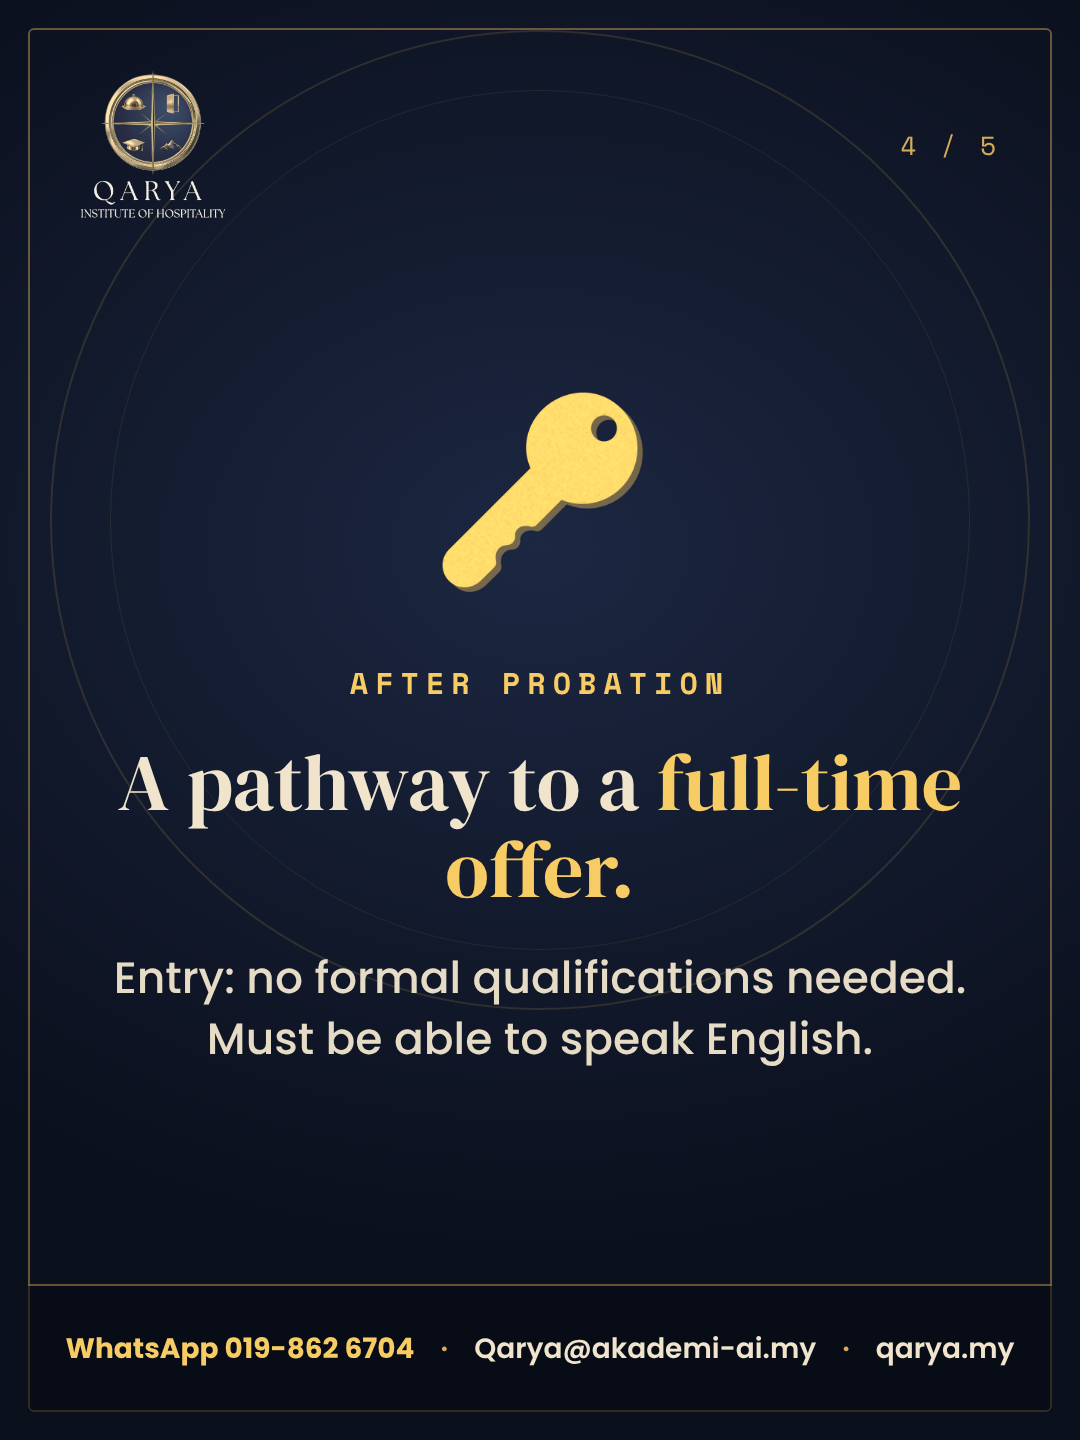 QARYA
INSTITUTE OF HOSPITALITY
4 / 5
AFTER PROBATION
A pathway to a full-time
offer.
Entry: no formal qualifications needed.
Must be able to speak English.
WhatsApp 019-862 6704 · Qarya@akademi-ai.my · qarya.my